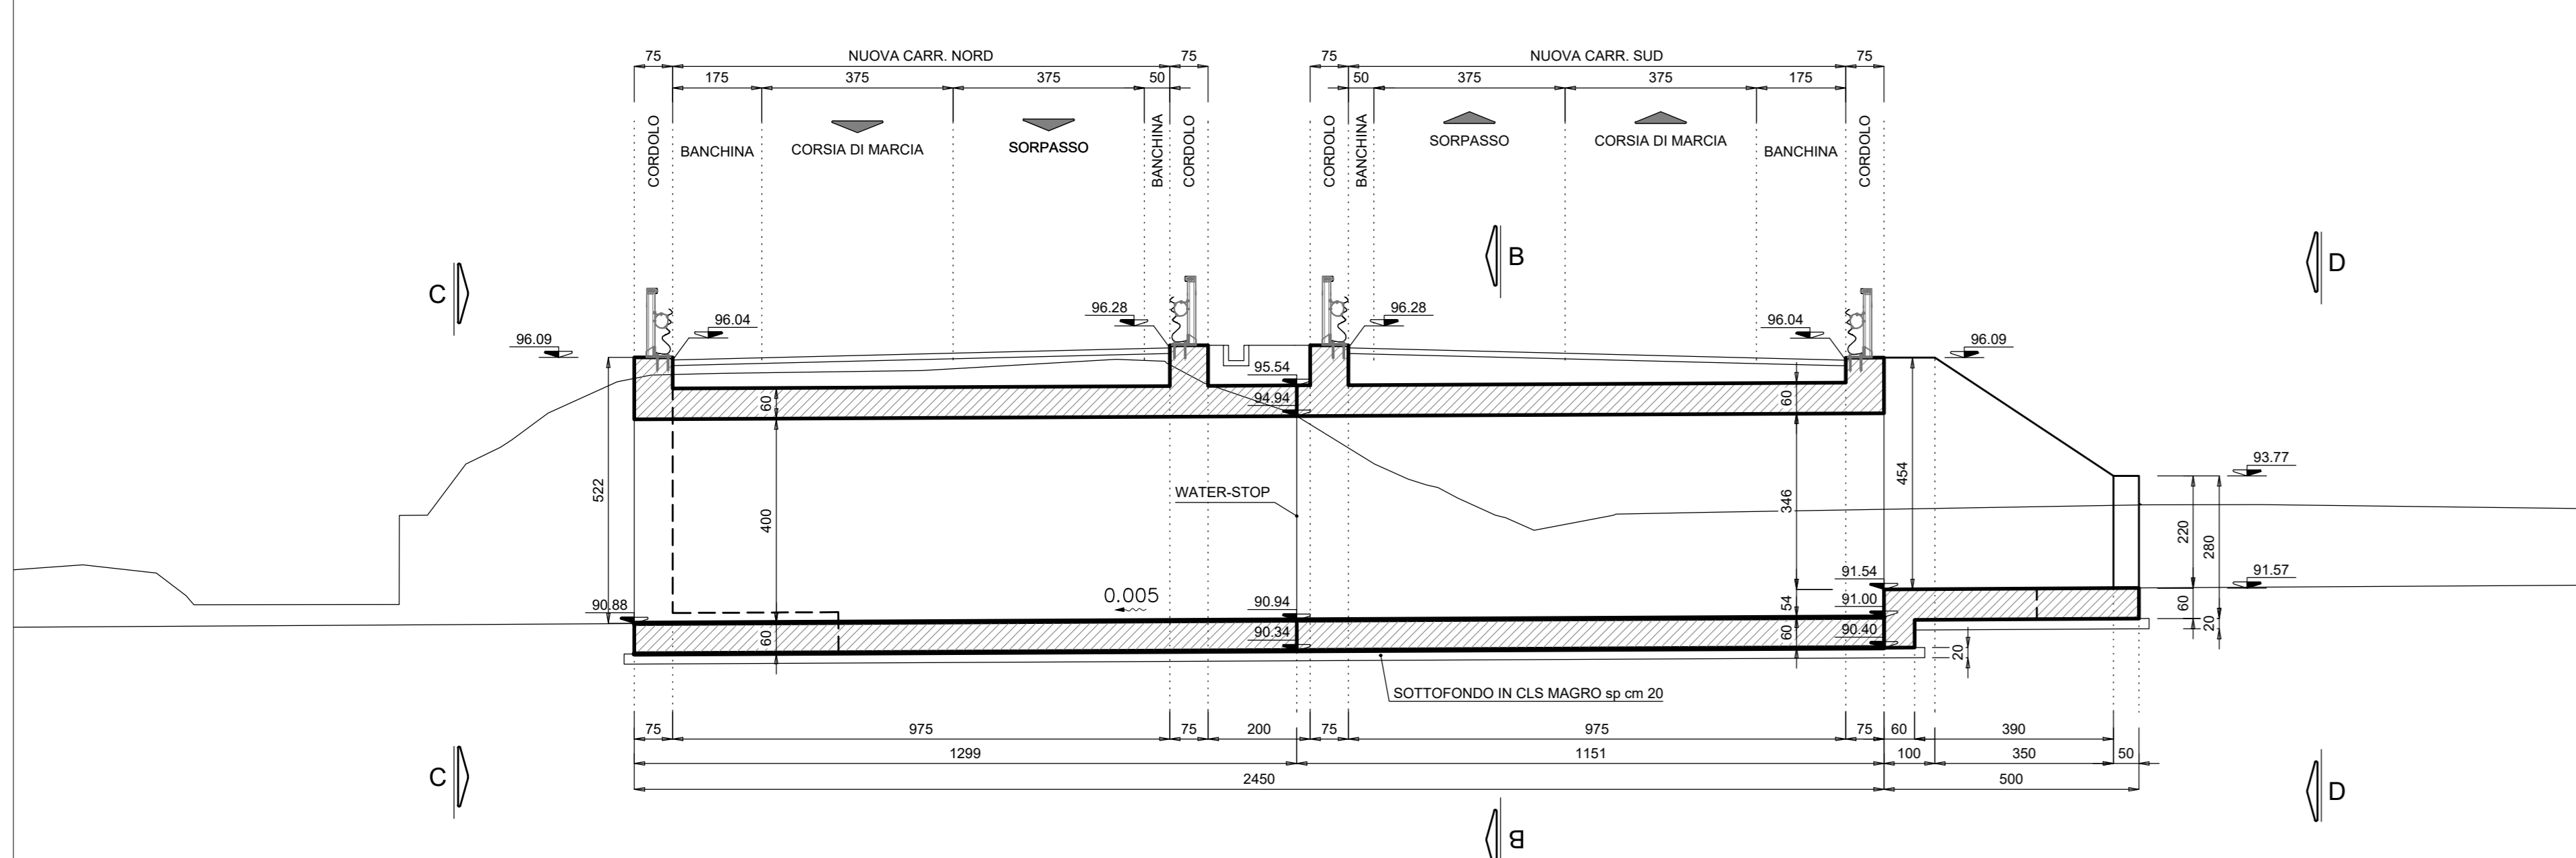 75 NUOVA CARR. NORD 75 75 NUOVA CARR. SUD 75
175 375 375 50 50 375 375 175
CORDOLO
BANCHINA
CORSIA DI MARCIA
SORPASSO
BANCHINA
CORDOLO
CORDOLO
BANCHINA
SORPASSO
CORSIA DI MARCIA
BANCHINA
CORDOLO
B
C
D
96.09
96.04
96.28
96.28
96.04
96.09
95.54
94.94
60
60
522
400
WATER-STOP
346
454
93.77
220
280
91.57
91.54
91.00
90.40
54
60
90.88
60
0.005
90.94
90.34
60
20
20
SOTTOFONDO IN CLS MAGRO sp cm 20
75 975 75 200 75 975 75 60 390
1299 1151 100 350 50
2450 500
C
D
B